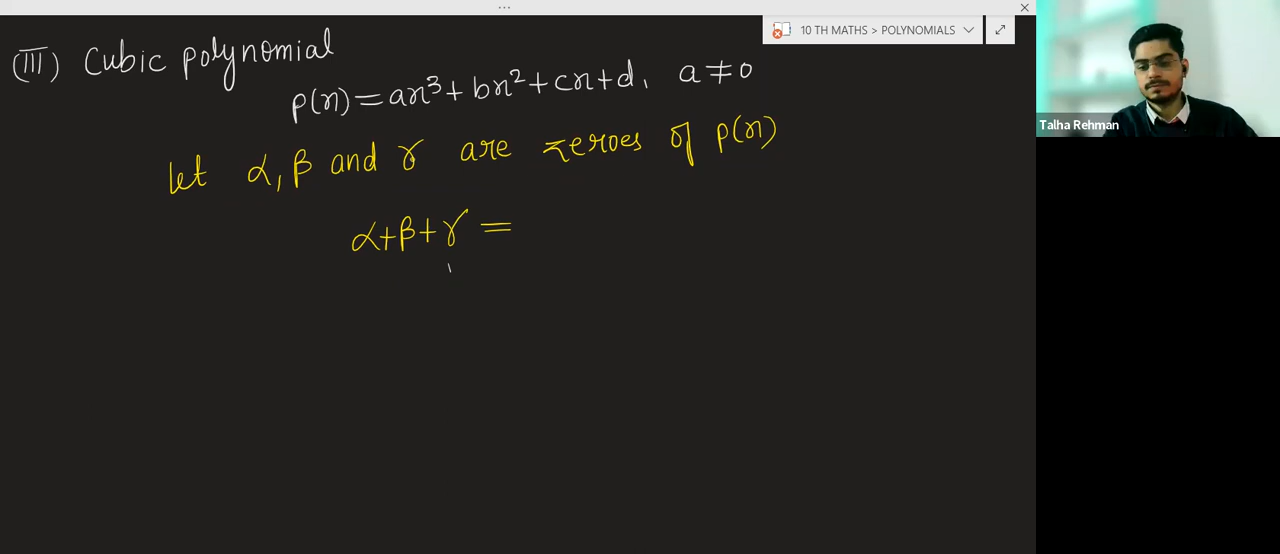 (III) Cubic polynomial
10 TH MATHS > POLYNOMIALS
p(x) = ax³ + bx² + cx + d, a ≠ 0
let α, β and γ are zeroes of p(x)
α + β + γ =
Talha Rehman